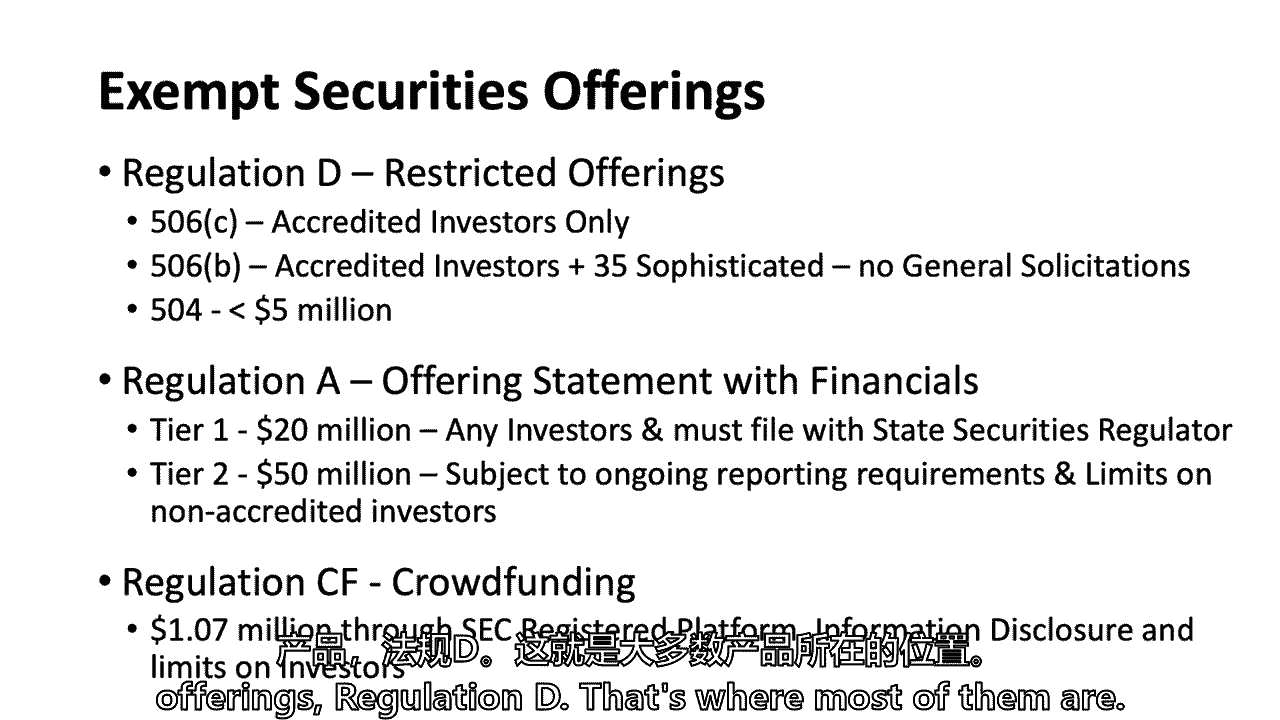 Exempt Securities Offerings
• Regulation D – Restricted Offerings
• 506(c) – Accredited Investors Only
• 506(b) – Accredited Investors + 35 Sophisticated – no General Solicitations
• 504 - < $5 million
• Regulation A – Offering Statement with Financials
• Tier 1 - $20 million – Any Investors & must file with State Securities Regulator
• Tier 2 - $50 million – Subject to ongoing reporting requirements & Limits on
non-accredited investors
• Regulation CF - Crowdfunding
• $1.07 million through SEC Registered Platform, Information Disclosure and
limits on Investors
产品，法规D。这就是大多数产品所在的位置。
offerings, Regulation D. That's where most of them are.